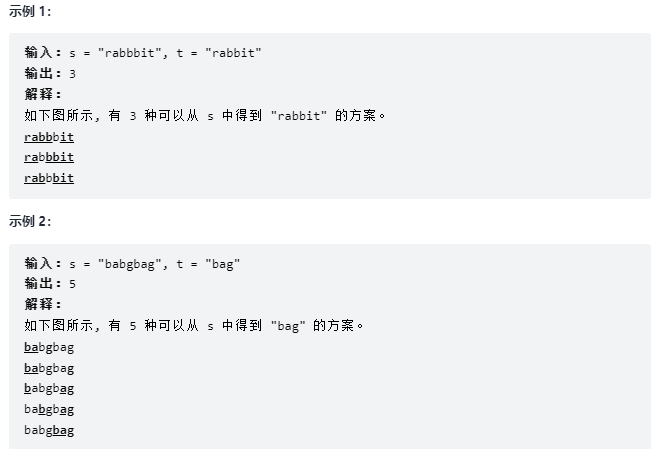 示例 1：
输入：s = "rabbbit", t = "rabbit"
输出：3
解释：
如下图所示, 有 3 种可以从 s 中得到 "rabbit" 的方案。
rabbbit
rabbbit
rabbbit
示例 2：
输入：s = "babgbag", t = "bag"
输出：5
解释：
如下图所示, 有 5 种可以从 s 中得到 "bag" 的方案。
babgbag
babgbag
babgbag
babgbag
babgbag